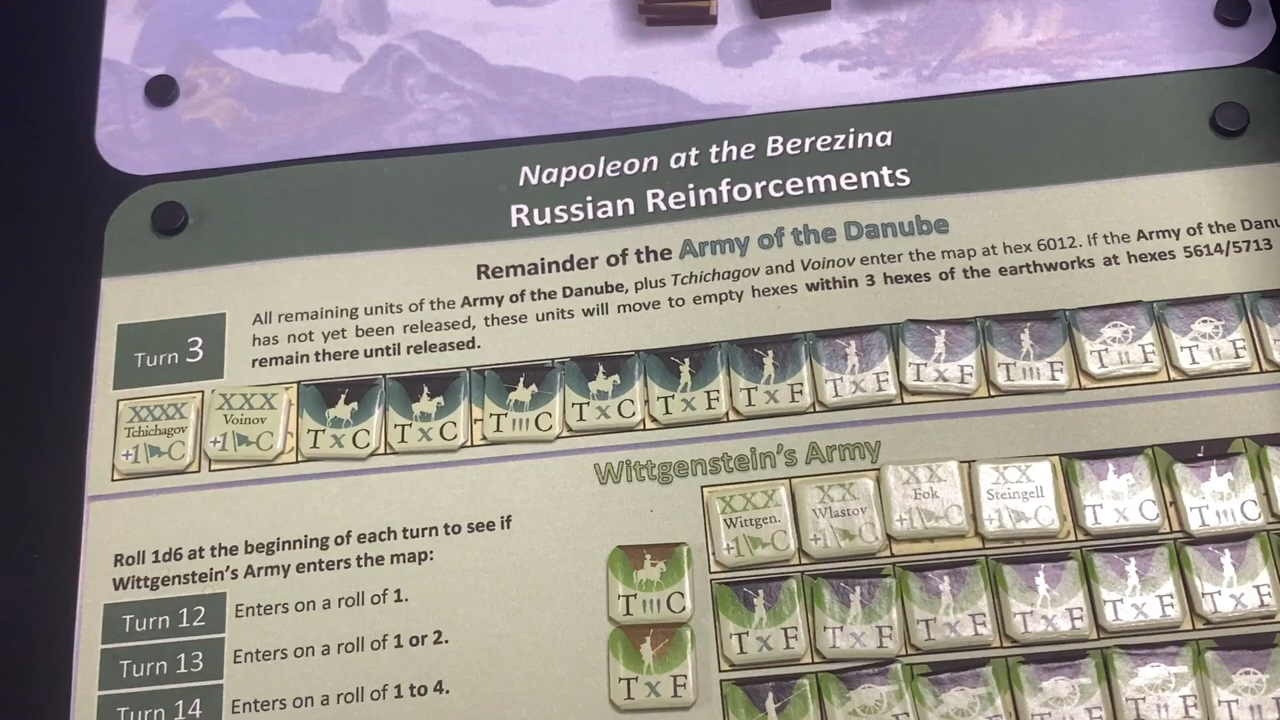 Napoleon at the Berezina
Russian Reinforcements
Remainder of the Army of the Danube
All remaining units of the Army of the Danube, plus Tchichagov and Voinov enter the map at hex 6012. If the Army of the Danu
has not yet been released, these units will move to empty hexes within 3 hexes of the earthworks at hexes 5614/5713
remain there until released.
Turn 3
XXXX XXX
Tchichagov Voinov
+1 C +1 C T x C T x C T III C T x C T x F T x F T x F T x F T III F T II F T II F
Wittgenstein's Army
XXX XX XX XX
Wittgen. Wlastov Fok Steingell
+1 C +1 C +1 C +1 C T x C T III C
Roll 1d6 at the beginning of each turn to see if
Wittgenstein's Army enters the map:
T III C
T x F T x F T x F T x F T x F T x F
Turn 12 Enters on a roll of 1.
Turn 13 Enters on a roll of 1 or 2.
T x F
Turn 14 Enters on a roll of 1 to 4.